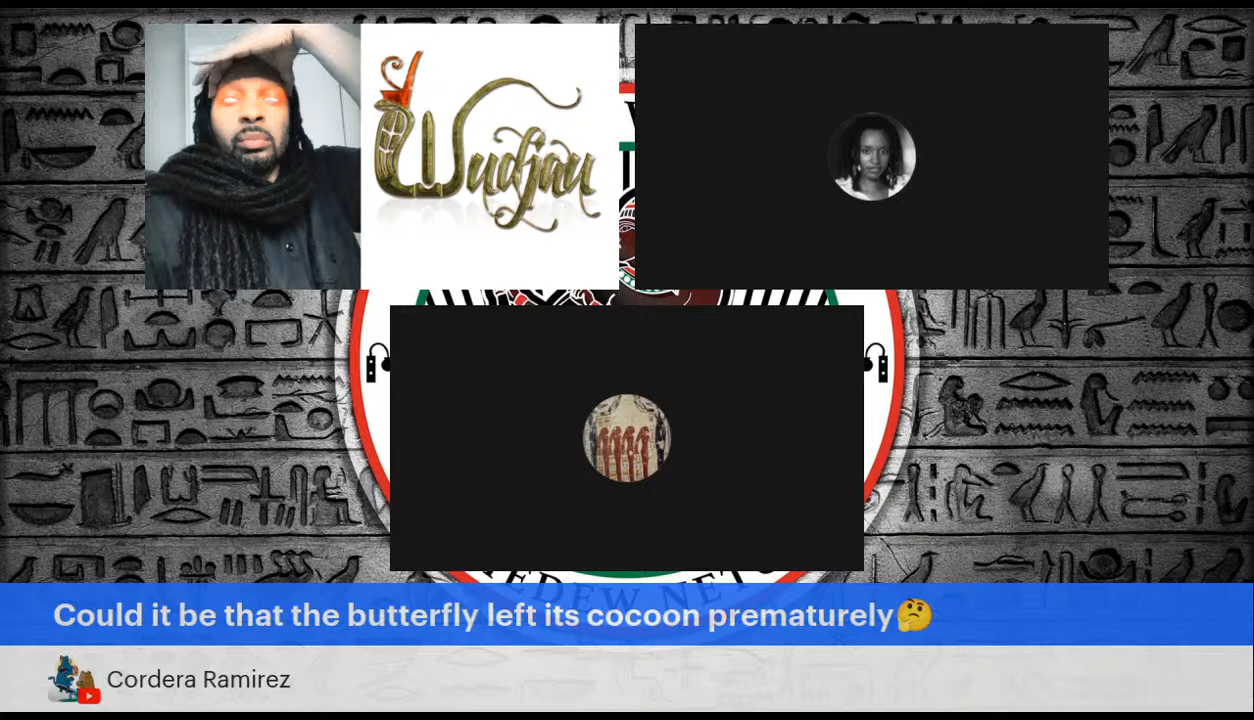 Wudjau
Could it be that the butterfly left its cocoon prematurely🤔
Cordera Ramirez